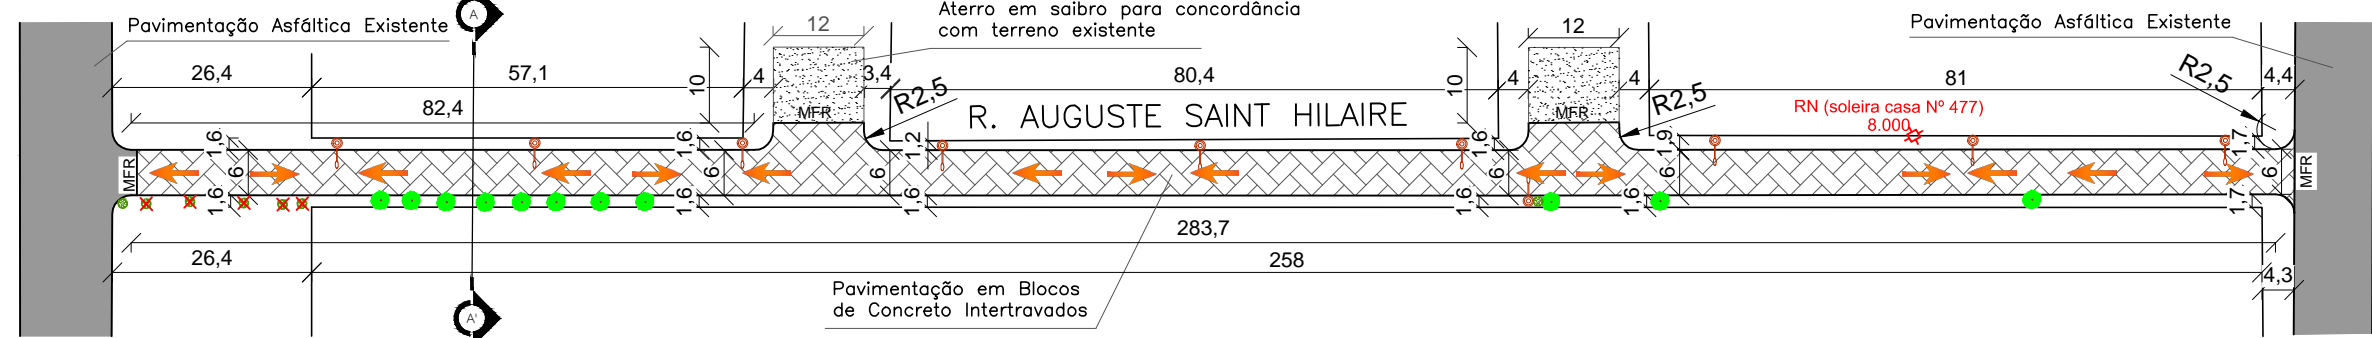 Pavimentação Asfáltica Existente
A
12
Aterro em saibro para concordância
com terreno existente
12
Pavimentação Asfáltica Existente
26,4
57,1
10
4
3,4
80,4
10
4
4
81
R2,5
4,4
82,4
MFR
R2,5
R. AUGUSTE SAINT HILAIRE
MFR
R2,5
RN (soleira casa Nº 477)
8.000
1,6
1,6
1,2
1,6
1,9
1,7
MFR
6
6
6
6
6
6
MFR
1,6
1,6
1,6
1,6
1,6
1,7
283,7
26,4
258
4,3
Pavimentação em Blocos
de Concreto Intertravados
A'